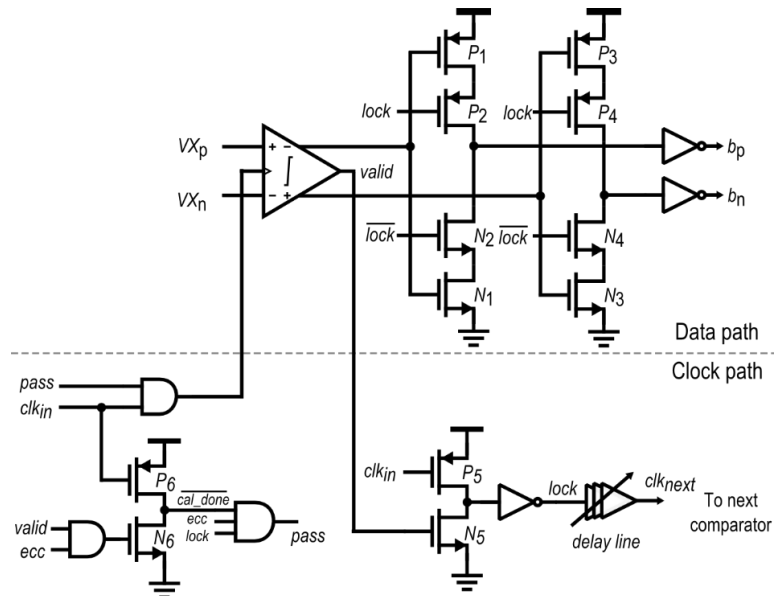 P1
P3
lock
P2
lock
P4
VXp
+ −
valid
bp
VXn
− +
bn
lock
N2
lock
N4
N1
N3
Data path
Clock path
pass
clkin
P6
cal_done
ecc
lock
pass
valid
ecc
N6
clkin
P5
lock
clknext
To next
comparator
N5
delay line